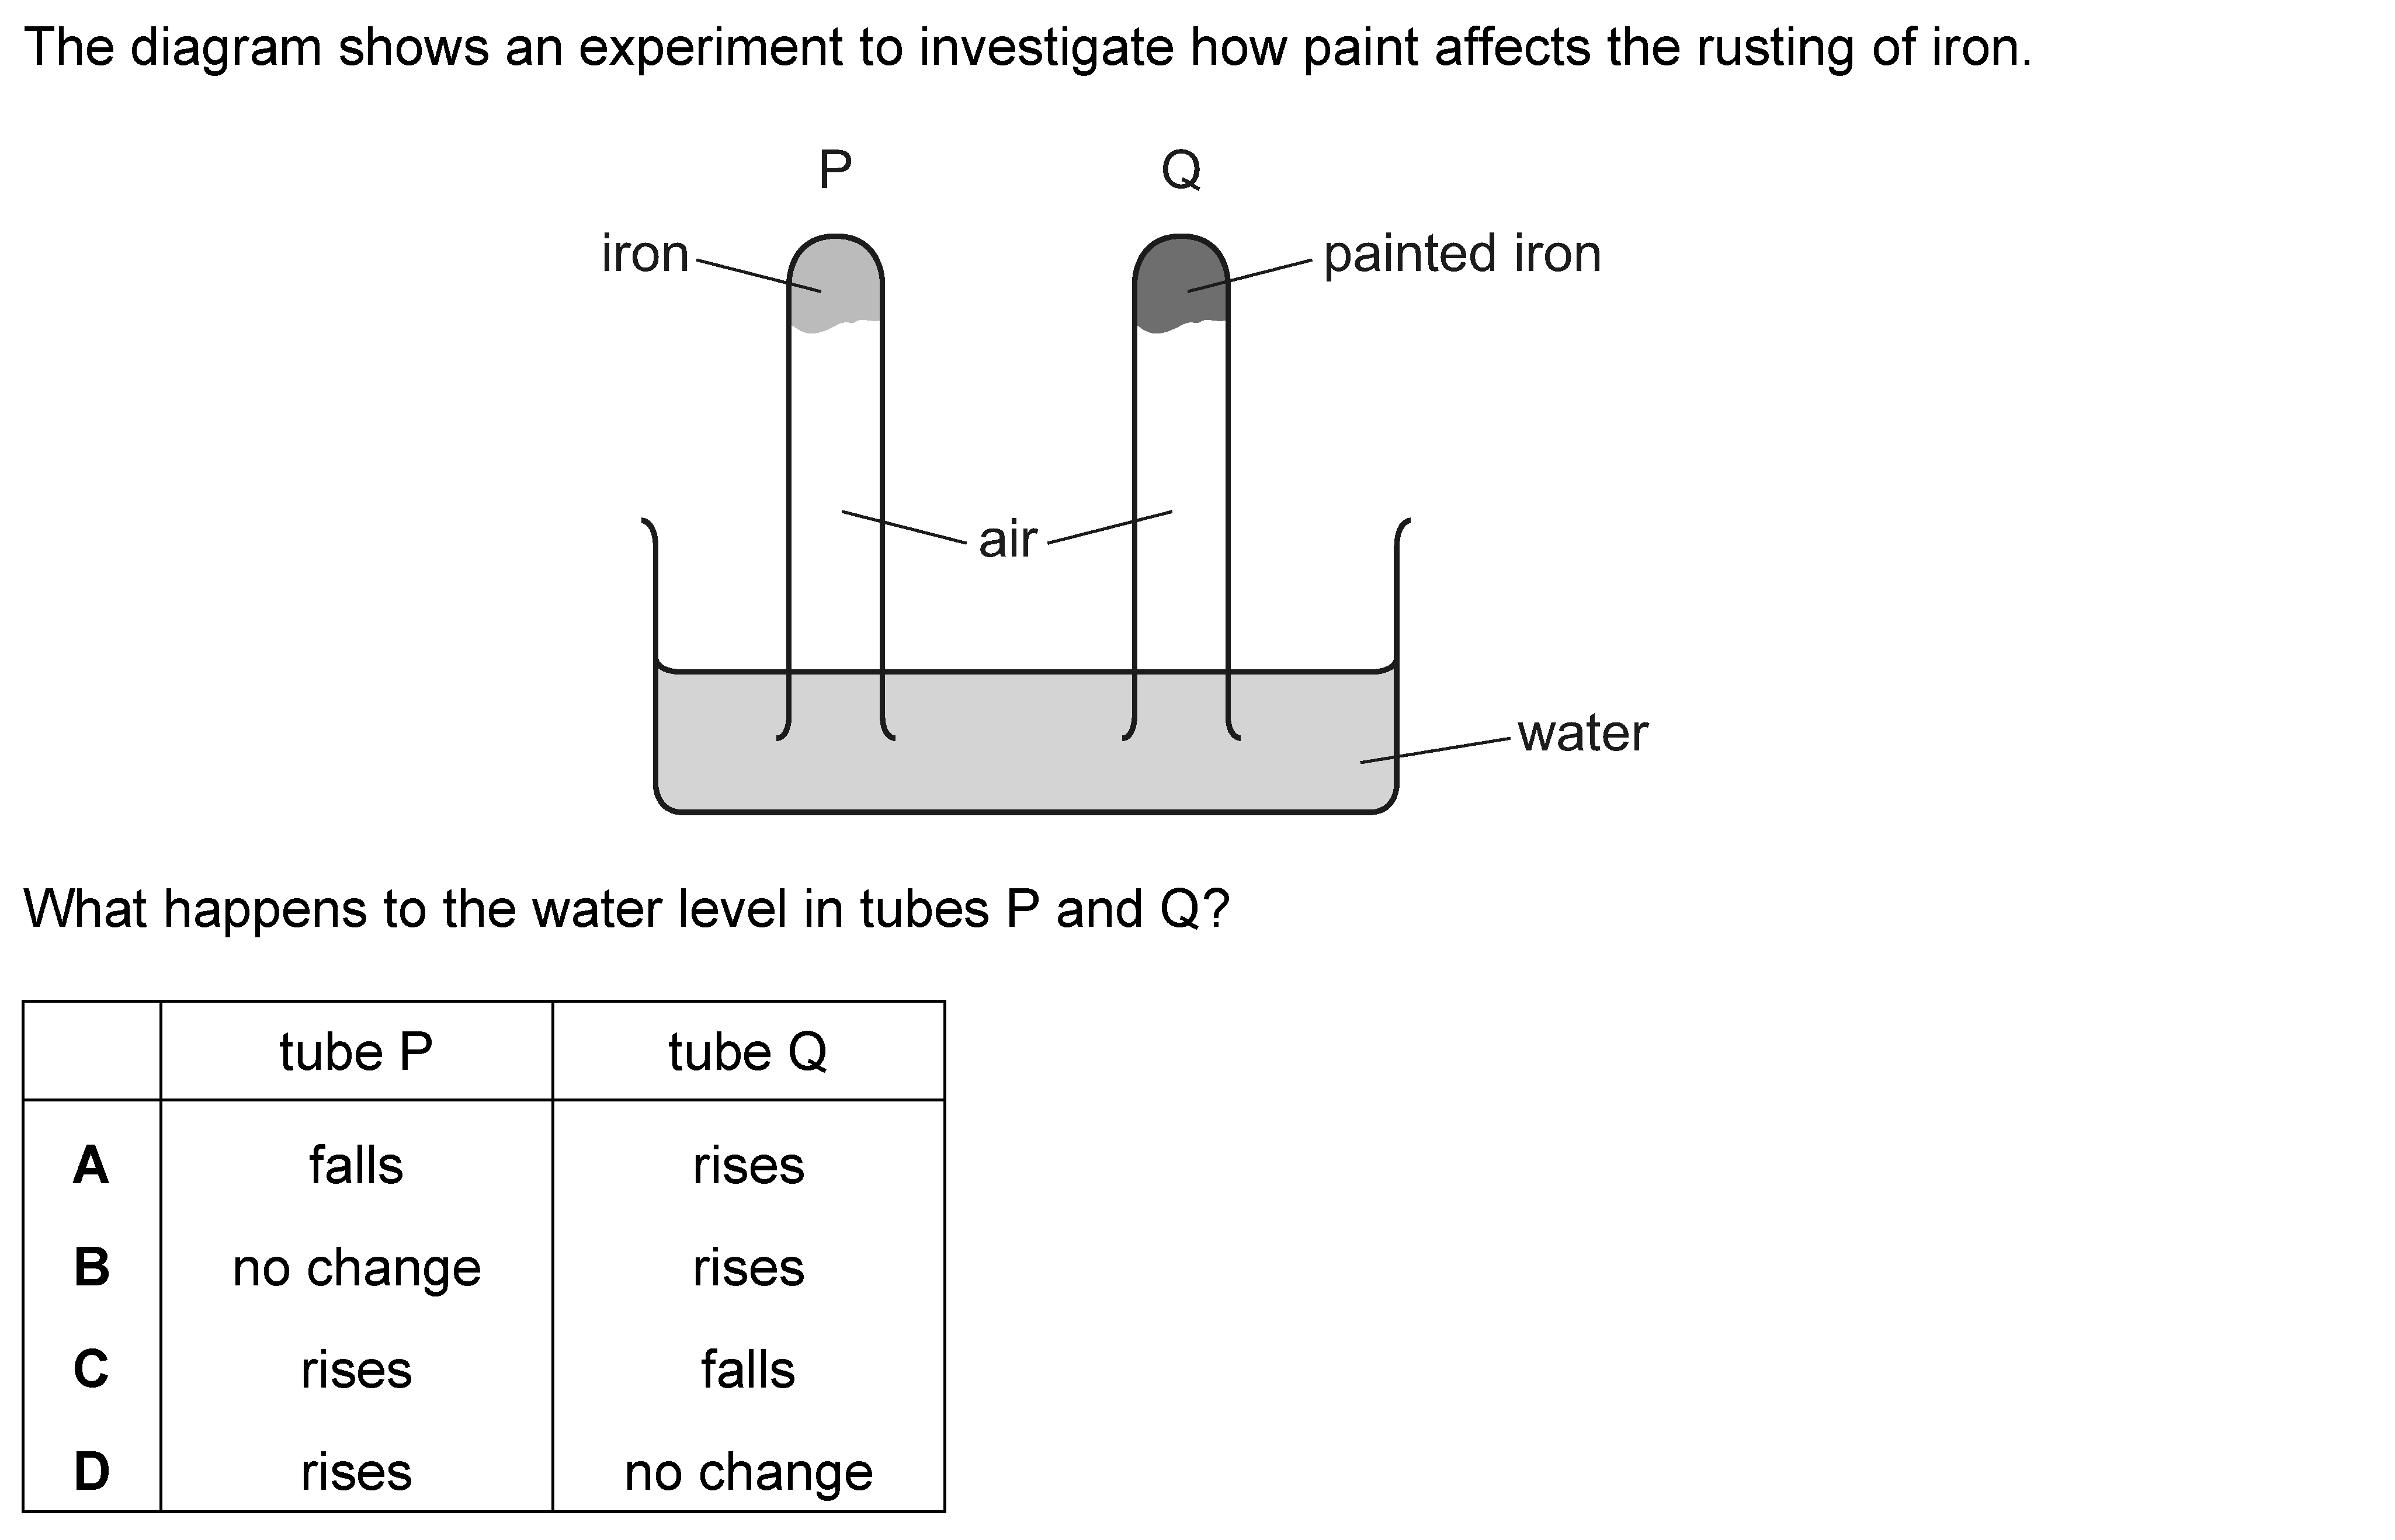 The diagram shows an experiment to investigate how paint affects the rusting of iron.
P Q
iron painted iron
air
water
What happens to the water level in tubes P and Q?
tube P tube Q
A falls rises
B no change rises
C rises falls
D rises no change